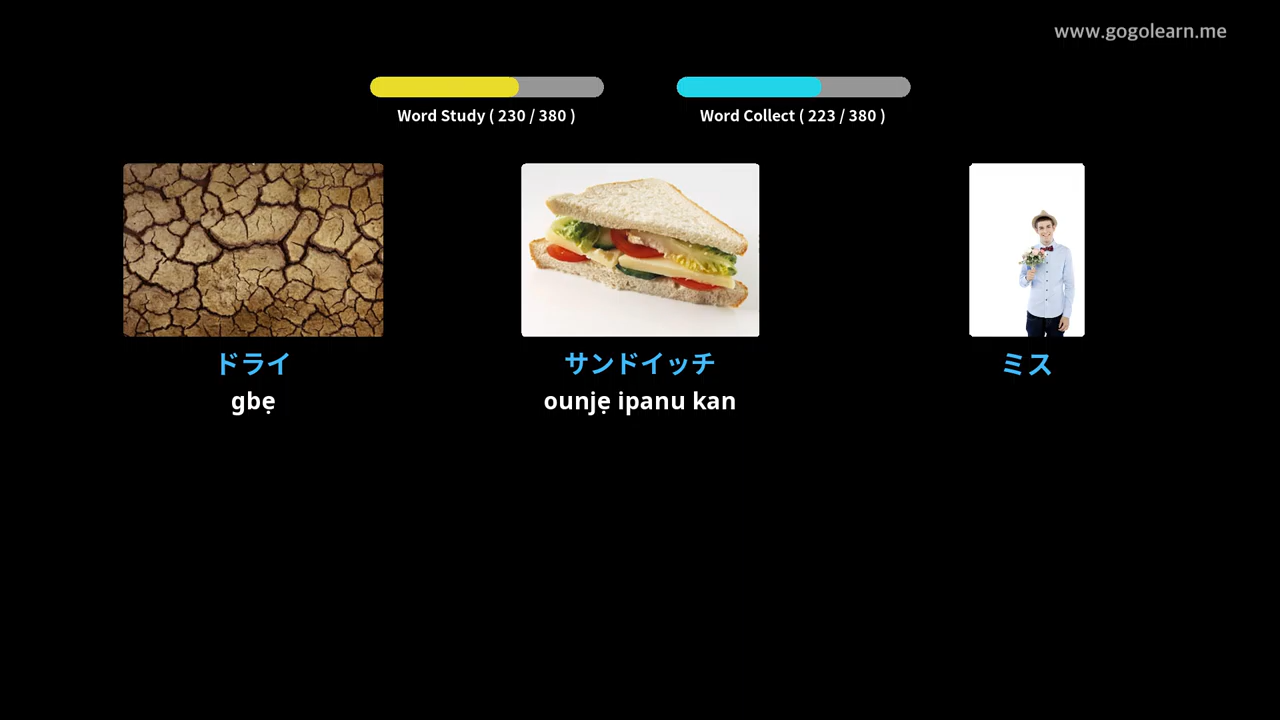 www.gogolearn.me
Word Study ( 230 / 380 )
Word Collect ( 223 / 380 )
ドライ
サンドイッチ
ミス
gbẹ
ounjẹ ipanu kan